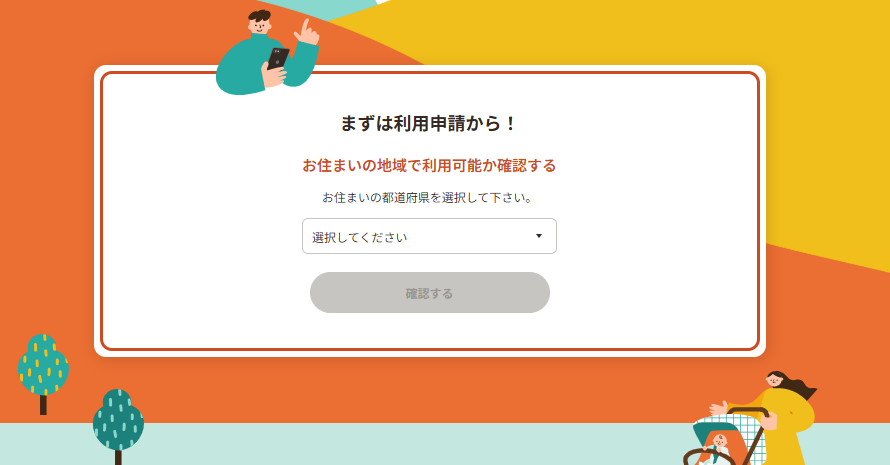 まずは利用申請から！
お住まいの地域で利用可能か確認する
お住まいの都道府県を選択して下さい。
選択してください
確認する